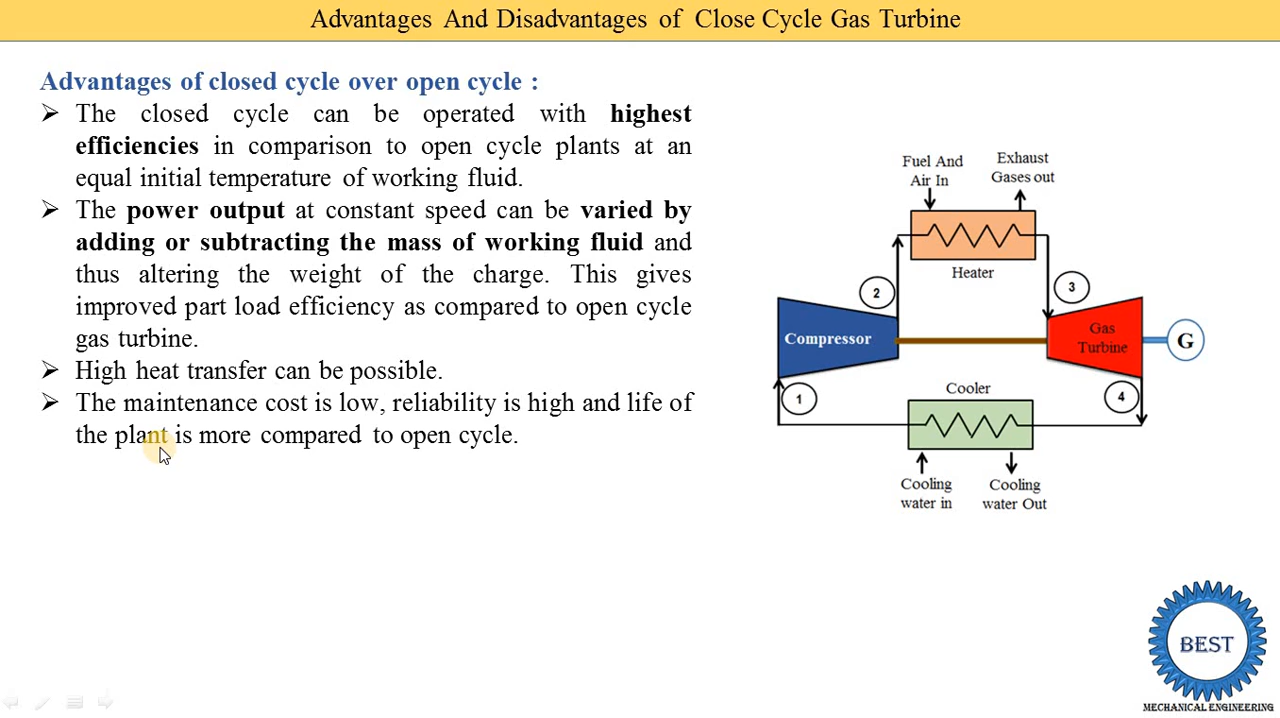 Advantages And Disadvantages of Close Cycle Gas Turbine
Advantages of closed cycle over open cycle :
➢ The closed cycle can be operated with highest
efficiencies in comparison to open cycle plants at an
equal initial temperature of working fluid.
➢ The power output at constant speed can be varied by
adding or subtracting the mass of working fluid and
thus altering the weight of the charge. This gives
improved part load efficiency as compared to open cycle
gas turbine.
➢ High heat transfer can be possible.
➢ The maintenance cost is low, reliability is high and life of
the plant is more compared to open cycle.
Fuel And
Air In
Exhaust
Gases out
Heater
2
3
Compressor
Gas
Turbine
G
1
Cooler
4
Cooling
water in
Cooling
water Out
BEST
MECHANICAL ENGINEERING